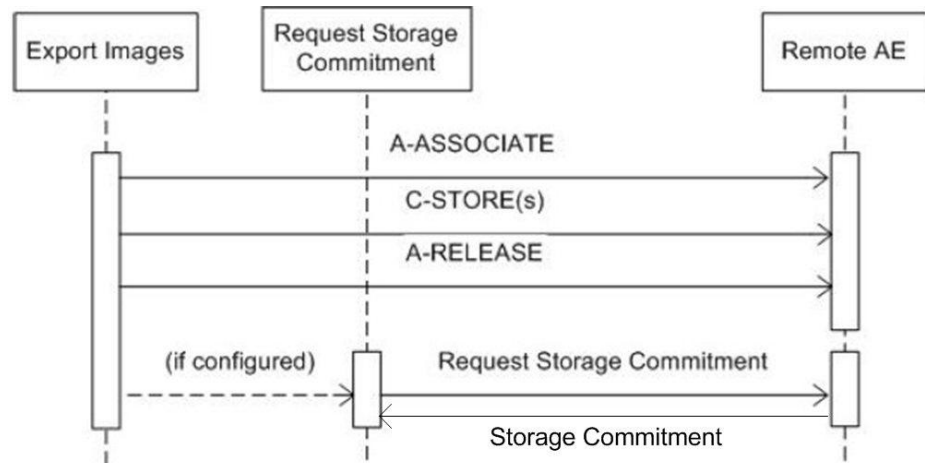 Export Images
Request Storage
Commitment
Remote AE
A-ASSOCIATE
C-STORE(s)
A-RELEASE
(if configured)
Request Storage Commitment
Storage Commitment